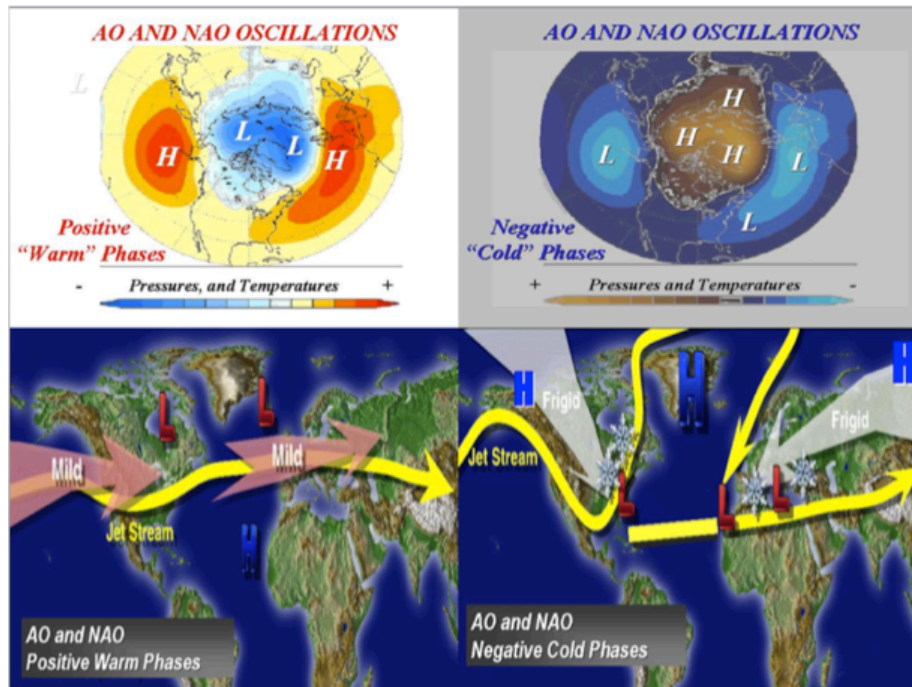 AO AND NAO OSCILLATIONS
L
H
L
L
H
Positive
“Warm” Phases
- Pressures, and Temperatures +
AO AND NAO OSCILLATIONS
H
H
H
L
L
L
Negative
“Cold” Phases
+ Pressures and Temperatures -
L
L
Mild
Mild
Jet Stream
H
AO and NAO
Positive Warm Phases
H
Frigid
H
H
Frigid
Jet Stream
L
L
L
AO and NAO
Negative Cold Phases